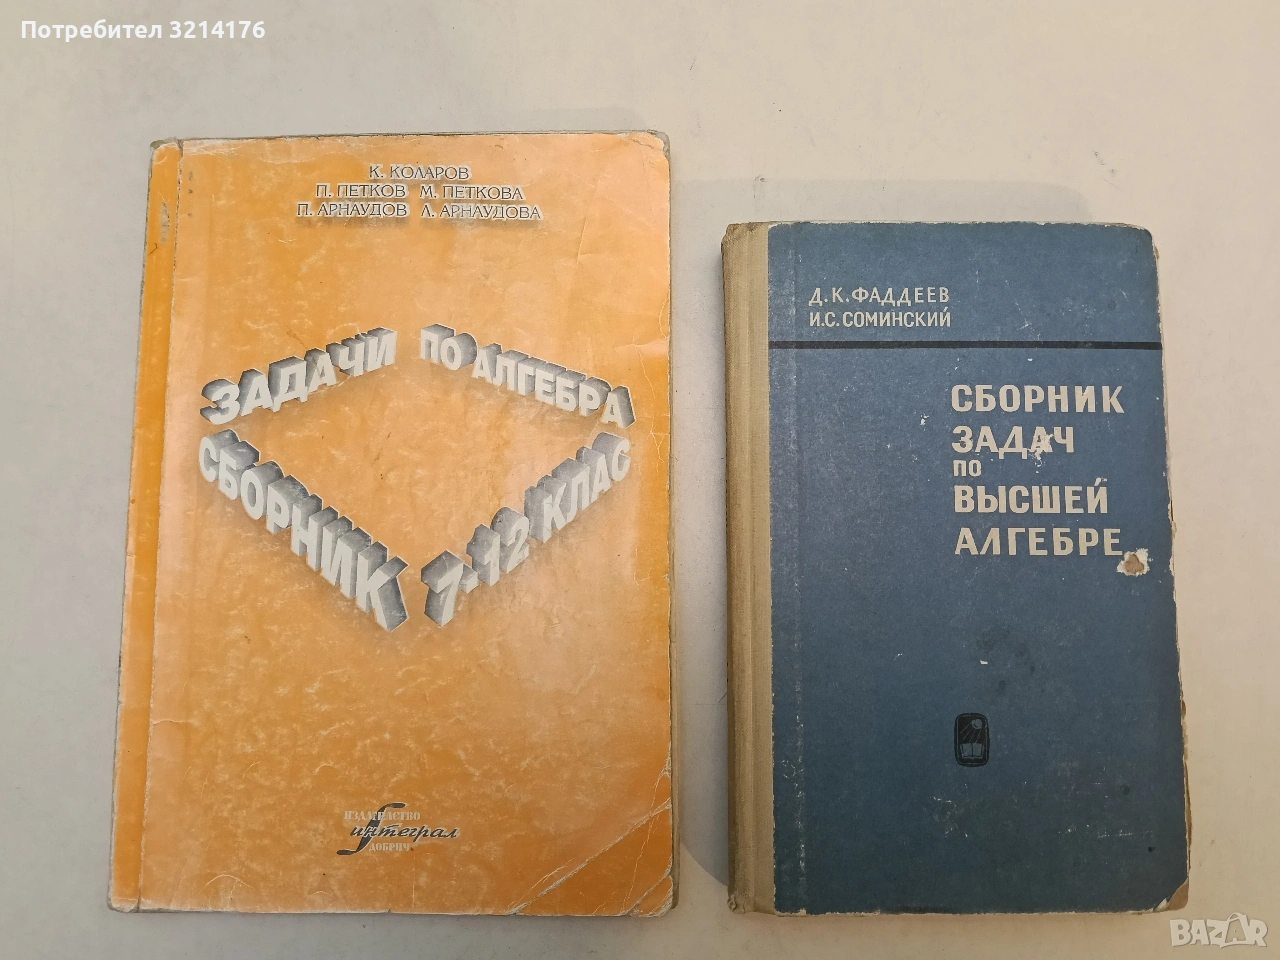 Потребител 3214176
К. КОЛАРОВ
П. ПЕТКОВ М. ПЕТКОВА
П. АРНАУДОВ Л. АРНАУДОВА
ЗАДАЧИ ПО АЛГЕБРА
СБОРНИК 7-12 КЛАС
ИЗДАТЕЛСТВО
интеграл
ДОБРИЧ
Д.К.ФАДДЕЕВ
И.С.СОМИНСКИЙ
СБОРНИК
ЗАДАЧ
ПО
ВЫСШЕЙ
АЛГЕБРЕ
BAZAR